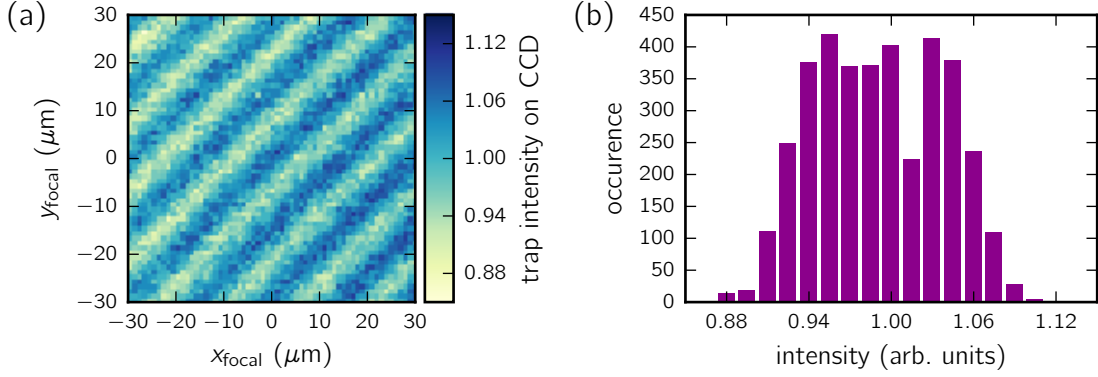 (a)
30
20
10
0
−10
−20
−30
−30 −20 −10 0 10 20 30
y_focal (μm)
x_focal (μm)
1.12
1.06
1.00
0.94
0.88
trap intensity on CCD
(b)
450
400
350
300
250
200
150
100
50
0
0.88 0.94 1.00 1.06 1.12
occurence
intensity (arb. units)